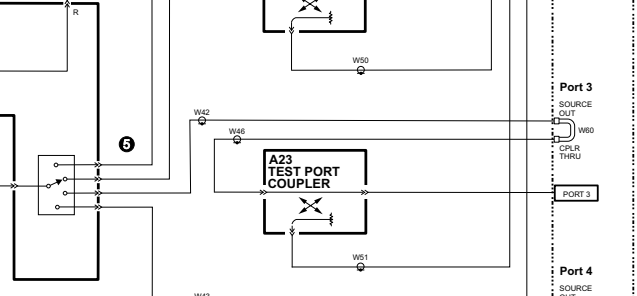 R
W50
Port 3
SOURCE
OUT
W42
W60
W46
CPLR
THRU
5
A23
TEST PORT
COUPLER
PORT 3
W51
Port 4
SOURCE